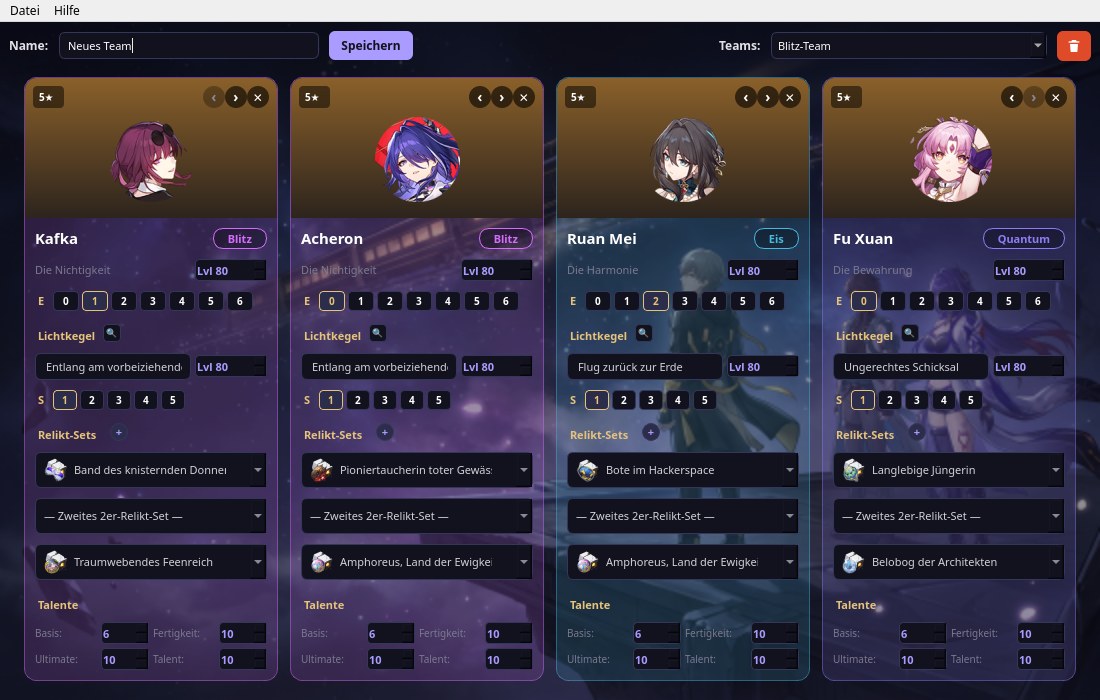 Datei Hilfe
Name: Neues Team Speichern Teams: Blitz-Team
5★ ‹ › ✕ 5★ ‹ › ✕ 5★ ‹ › ✕ 5★ ‹ › ✕
Kafka Blitz Acheron Blitz Ruan Mei Eis Fu Xuan Quantum
Die Nichtigkeit Lvl 80 Die Nichtigkeit Lvl 80 Die Harmonie Lvl 80 Die Bewahrung Lvl 80
E 0 1 2 3 4 5 6 E 0 1 2 3 4 5 6 E 0 1 2 3 4 5 6 E 0 1 2 3 4 5 6
Lichtkegel Lichtkegel Lichtkegel Lichtkegel
Entlang am vorbeiziehend Lvl 80 Entlang am vorbeiziehend Lvl 80 Flug zurück zur Erde Lvl 80 Ungerechtes Schicksal Lvl 80
S 1 2 3 4 5 S 1 2 3 4 5 S 1 2 3 4 5 S 1 2 3 4 5
Relikt-Sets + Relikt-Sets + Relikt-Sets + Relikt-Sets +
Band des knisternden Donner Pioniertaucherin toter Gewäs Bote im Hackerspace Langlebige Jüngerin
— Zweites 2er-Relikt-Set — — Zweites 2er-Relikt-Set — — Zweites 2er-Relikt-Set — — Zweites 2er-Relikt-Set —
Traumwebendes Feenreich Amphoreus, Land der Ewigkei Amphoreus, Land der Ewigkei Belobog der Architekten
Talente Talente Talente Talente
Basis: 6 Fertigkeit: 10 Basis: 6 Fertigkeit: 10 Basis: 6 Fertigkeit: 10 Basis: 6 Fertigkeit: 10
Ultimate: 10 Talent: 10 Ultimate: 10 Talent: 10 Ultimate: 10 Talent: 10 Ultimate: 10 Talent: 10